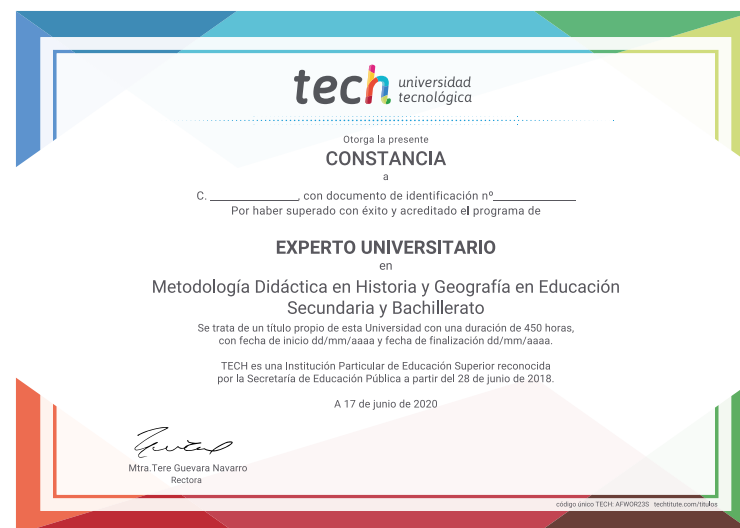 tech universidad
tecnológica
Otorga la presente
CONSTANCIA
a
C. ____________, con documento de identificación nº____________
Por haber superado con éxito y acreditado el programa de
EXPERTO UNIVERSITARIO
en
Metodología Didáctica en Historia y Geografía en Educación
Secundaria y Bachillerato
Se trata de un título propio de esta Universidad con una duración de 450 horas,
con fecha de inicio dd/mm/aaaa y fecha de finalización dd/mm/aaaa.
TECH es una Institución Particular de Educación Superior reconocida
por la Secretaría de Educación Pública a partir del 28 de junio de 2018.
A 17 de junio de 2020
Mtra.Tere Guevara Navarro
Rectora
código único TECH: AFWOR23S techtitute.com/titulos